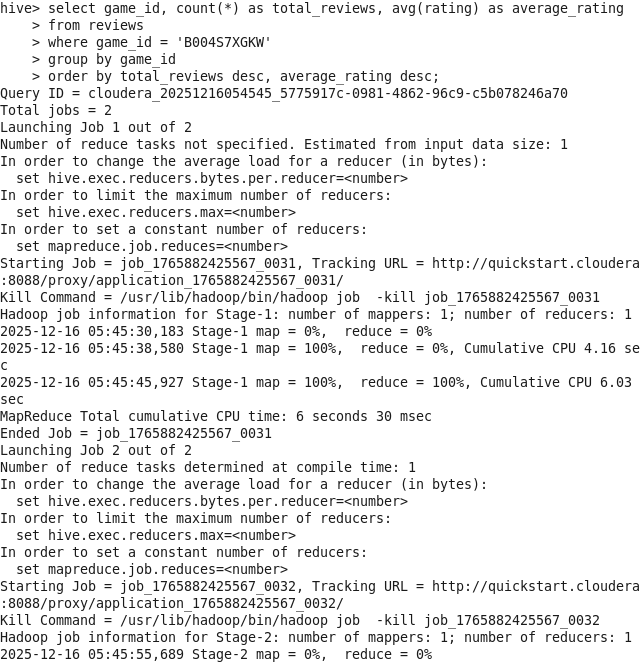 hive> select game_id, count(*) as total_reviews, avg(rating) as average_rating
    > from reviews
    > where game_id = 'B004S7XGKW'
    > group by game_id
    > order by total_reviews desc, average_rating desc;
Query ID = cloudera_20251216054545_5775917c-0981-4862-96c9-c5b078246a70
Total jobs = 2
Launching Job 1 out of 2
Number of reduce tasks not specified. Estimated from input data size: 1
In order to change the average load for a reducer (in bytes):
  set hive.exec.reducers.bytes.per.reducer=<number>
In order to limit the maximum number of reducers:
  set hive.exec.reducers.max=<number>
In order to set a constant number of reducers:
  set mapreduce.job.reduces=<number>
Starting Job = job_1765882425567_0031, Tracking URL = http://quickstart.cloudera
:8088/proxy/application_1765882425567_0031/
Kill Command = /usr/lib/hadoop/bin/hadoop job  -kill job_1765882425567_0031
Hadoop job information for Stage-1: number of mappers: 1; number of reducers: 1
2025-12-16 05:45:30,183 Stage-1 map = 0%,  reduce = 0%
2025-12-16 05:45:38,580 Stage-1 map = 100%,  reduce = 0%, Cumulative CPU 4.16 se
c
2025-12-16 05:45:45,927 Stage-1 map = 100%,  reduce = 100%, Cumulative CPU 6.03
sec
MapReduce Total cumulative CPU time: 6 seconds 30 msec
Ended Job = job_1765882425567_0031
Launching Job 2 out of 2
Number of reduce tasks determined at compile time: 1
In order to change the average load for a reducer (in bytes):
  set hive.exec.reducers.bytes.per.reducer=<number>
In order to limit the maximum number of reducers:
  set hive.exec.reducers.max=<number>
In order to set a constant number of reducers:
  set mapreduce.job.reduces=<number>
Starting Job = job_1765882425567_0032, Tracking URL = http://quickstart.cloudera
:8088/proxy/application_1765882425567_0032/
Kill Command = /usr/lib/hadoop/bin/hadoop job  -kill job_1765882425567_0032
Hadoop job information for Stage-2: number of mappers: 1; number of reducers: 1
2025-12-16 05:45:55,689 Stage-2 map = 0%,  reduce = 0%